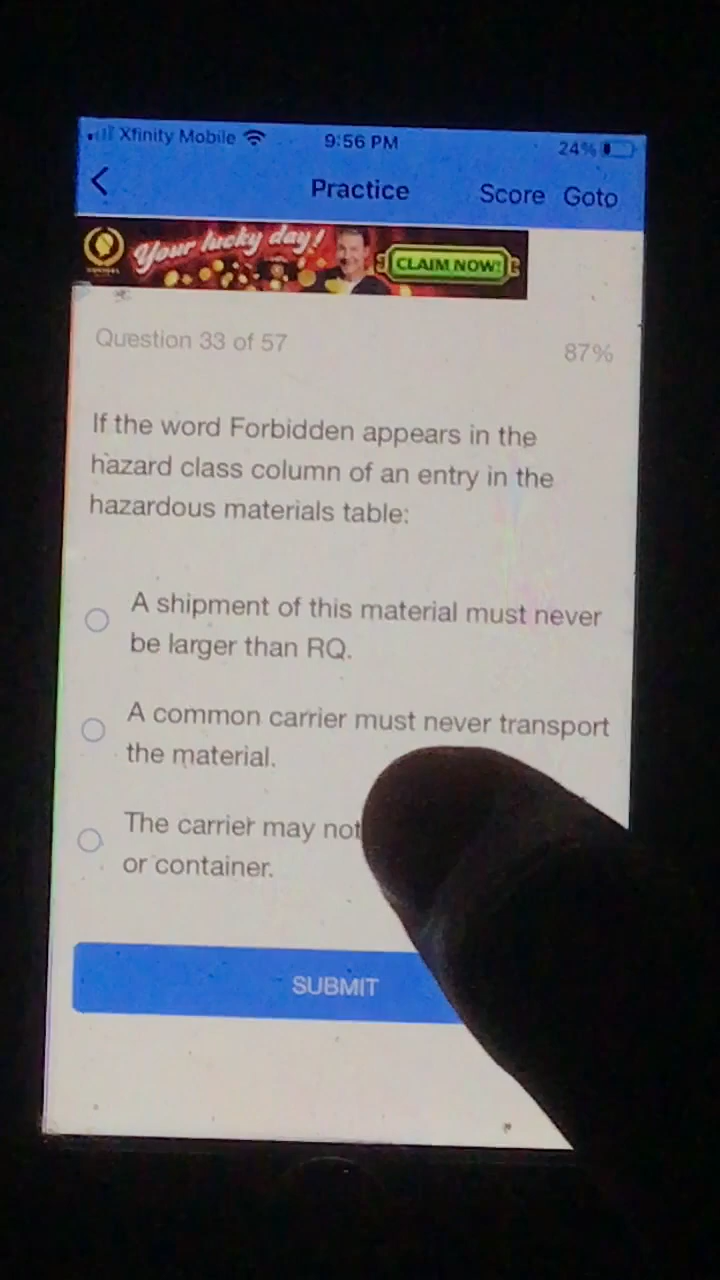 Xfinity Mobile 9:56 PM 24%
Practice Score Goto
Your lucky day! CLAIM NOW!
Question 33 of 57 87%
If the word Forbidden appears in the
hazard class column of an entry in the
hazardous materials table:
A shipment of this material must never
be larger than RQ.
A common carrier must never transport
the material.
The carrier may not
or container.
SUBMIT